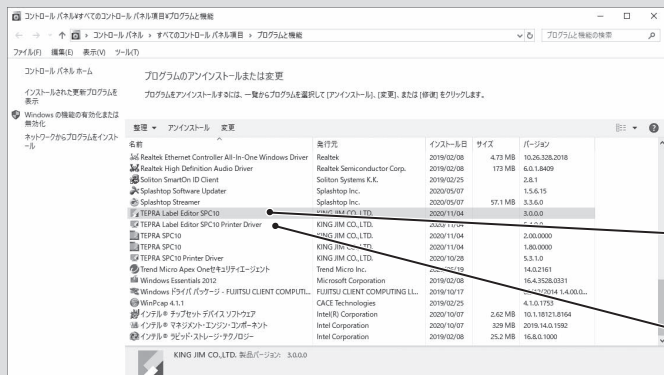 コントロール パネル¥すべてのコントロール パネル項目¥プログラムと機能
コントロール パネル › すべてのコントロール パネル項目 › プログラムと機能
プログラムと機能の検索
ファイル(F) 編集(E) 表示(V) ツール(T)
コントロール パネル ホーム
インストールされた更新プログラムを
表示
Windows の機能の有効化または
無効化
ネットワークからプログラムをインスト
ール
プログラムのアンインストールまたは変更
プログラムをアンインストールするには、一覧からプログラムを選択して [アンインストール]、[変更]、または [修復] をクリックします。
整理 アンインストール 変更
名前 発行元 インストール日 サイズ バージョン
Realtek Ethernet Controller All-In-One Windows Driver Realtek 2019/02/08 4.73 MB 10.26.328.2018
Realtek High Definition Audio Driver Realtek Semiconductor Corp. 2019/02/08 173 MB 6.0.1.8409
Soliton SmartOn ID Client Soliton Systems K.K. 2019/02/25 2.8.1
Splashtop Software Updater Splashtop Inc. 2020/05/07 1.5.6.15
Splashtop Streamer Splashtop Inc. 2020/05/07 57.1 MB 3.3.6.0
TEPRA Label Editor SPC10 KING JIM CO.,LTD. 2020/11/04 3.0.0.0
TEPRA Label Editor SPC10 Printer Driver KING JIM CO.,LTD. 2020/11/04
TEPRA SPC10 KING JIM CO.,LTD. 2020/11/04 2.00.0000
TEPRA SPC10 KING JIM CO.,LTD. 2020/11/04 1.80.0000
TEPRA SPC10 Printer Driver KING JIM CO.,LTD. 2020/10/28 5.3.1.0
Trend Micro Apex Oneセキュリティエージェント Trend Micro Inc. 14.0.2161
Windows Essentials 2012 Microsoft Corporation 2019/02/08 16.4.3528.0331
Windows ドライバ パッケージ - FUJITSU CLIENT COMPUTI... FUJITSU CLIENT COMPUTING LI... 2019/10/17 2014 1.4.00.0...
WinPcap 4.1.1 CACE Technologies 2019/02/25 4.1.0.1753
インテル® チップセット デバイス ソフトウェア Intel(R) Corporation 2020/10/07 2.62 MB 10.1.18121.8164
インテル® マネジメント・エンジン・コンポーネント Intel Corporation 2020/10/07 329 MB 2019.14.0.1592
インテル® ラピッド・ストレージ・テクノロジー Intel Corporation 2019/02/08 25.2 MB 16.8.0.1000
KING JIM CO.,LTD. 製品バージョン: 3.0.0.0